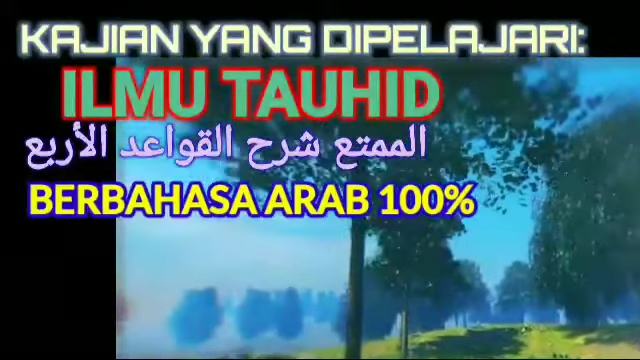 KAJIAN YANG DIPELAJARI:
ILMU TAUHID
الممتع شرح القواعد الأربع
BERBAHASA ARAB 100%